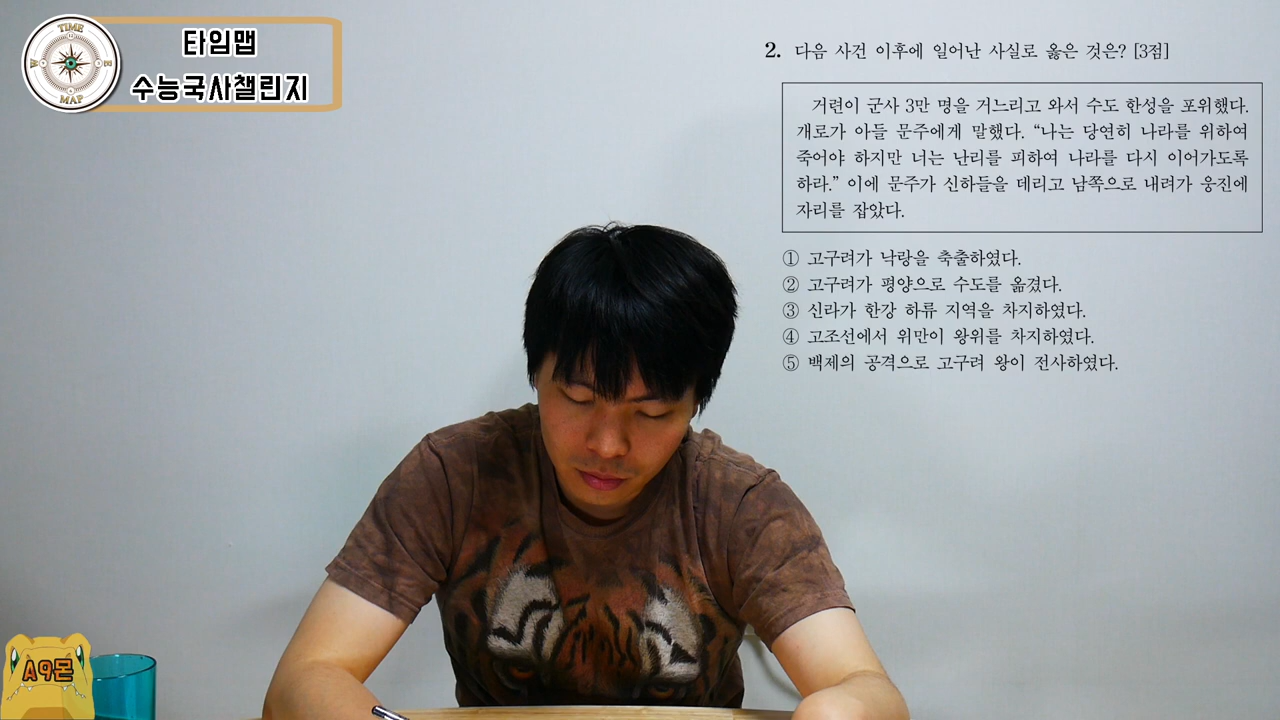 TIME
MAP
W
E
타임맵
수능국사챌린지
2. 다음 사건 이후에 일어난 사실로 옳은 것은? [3점]
거련이 군사 3만 명을 거느리고 와서 수도 한성을 포위했다.
개로가 아들 문주에게 말했다. “나는 당연히 나라를 위하여
죽어야 하지만 너는 난리를 피하여 나라를 다시 이어가도록
하라.” 이에 문주가 신하들을 데리고 남쪽으로 내려가 웅진에
자리를 잡았다.
① 고구려가 낙랑을 축출하였다.
② 고구려가 평양으로 수도를 옮겼다.
③ 신라가 한강 하류 지역을 차지하였다.
④ 고조선에서 위만이 왕위를 차지하였다.
⑤ 백제의 공격으로 고구려 왕이 전사하였다.
A9몬